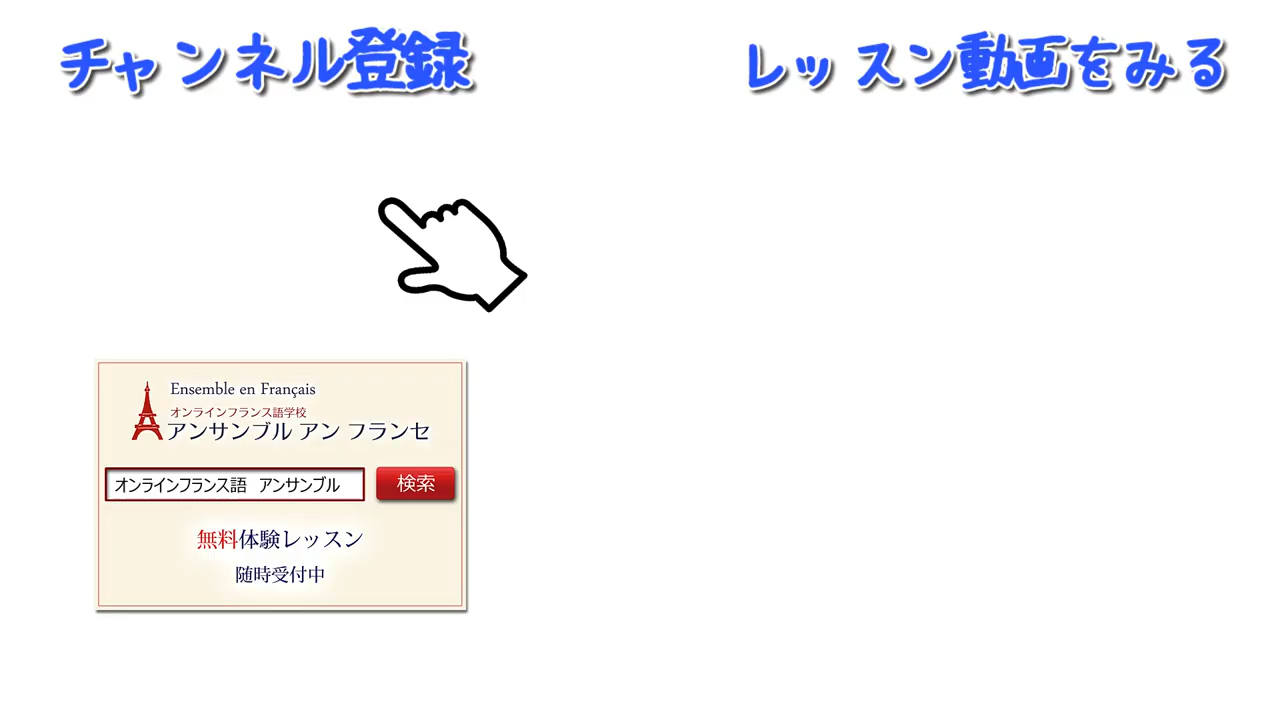 チャンネル登録
レッスン動画をみる
Ensemble en Français
オンラインフランス語学校
アンサンブル アン フランセ
オンラインフランス語　アンサンブル
検索
無料体験レッスン
随時受付中